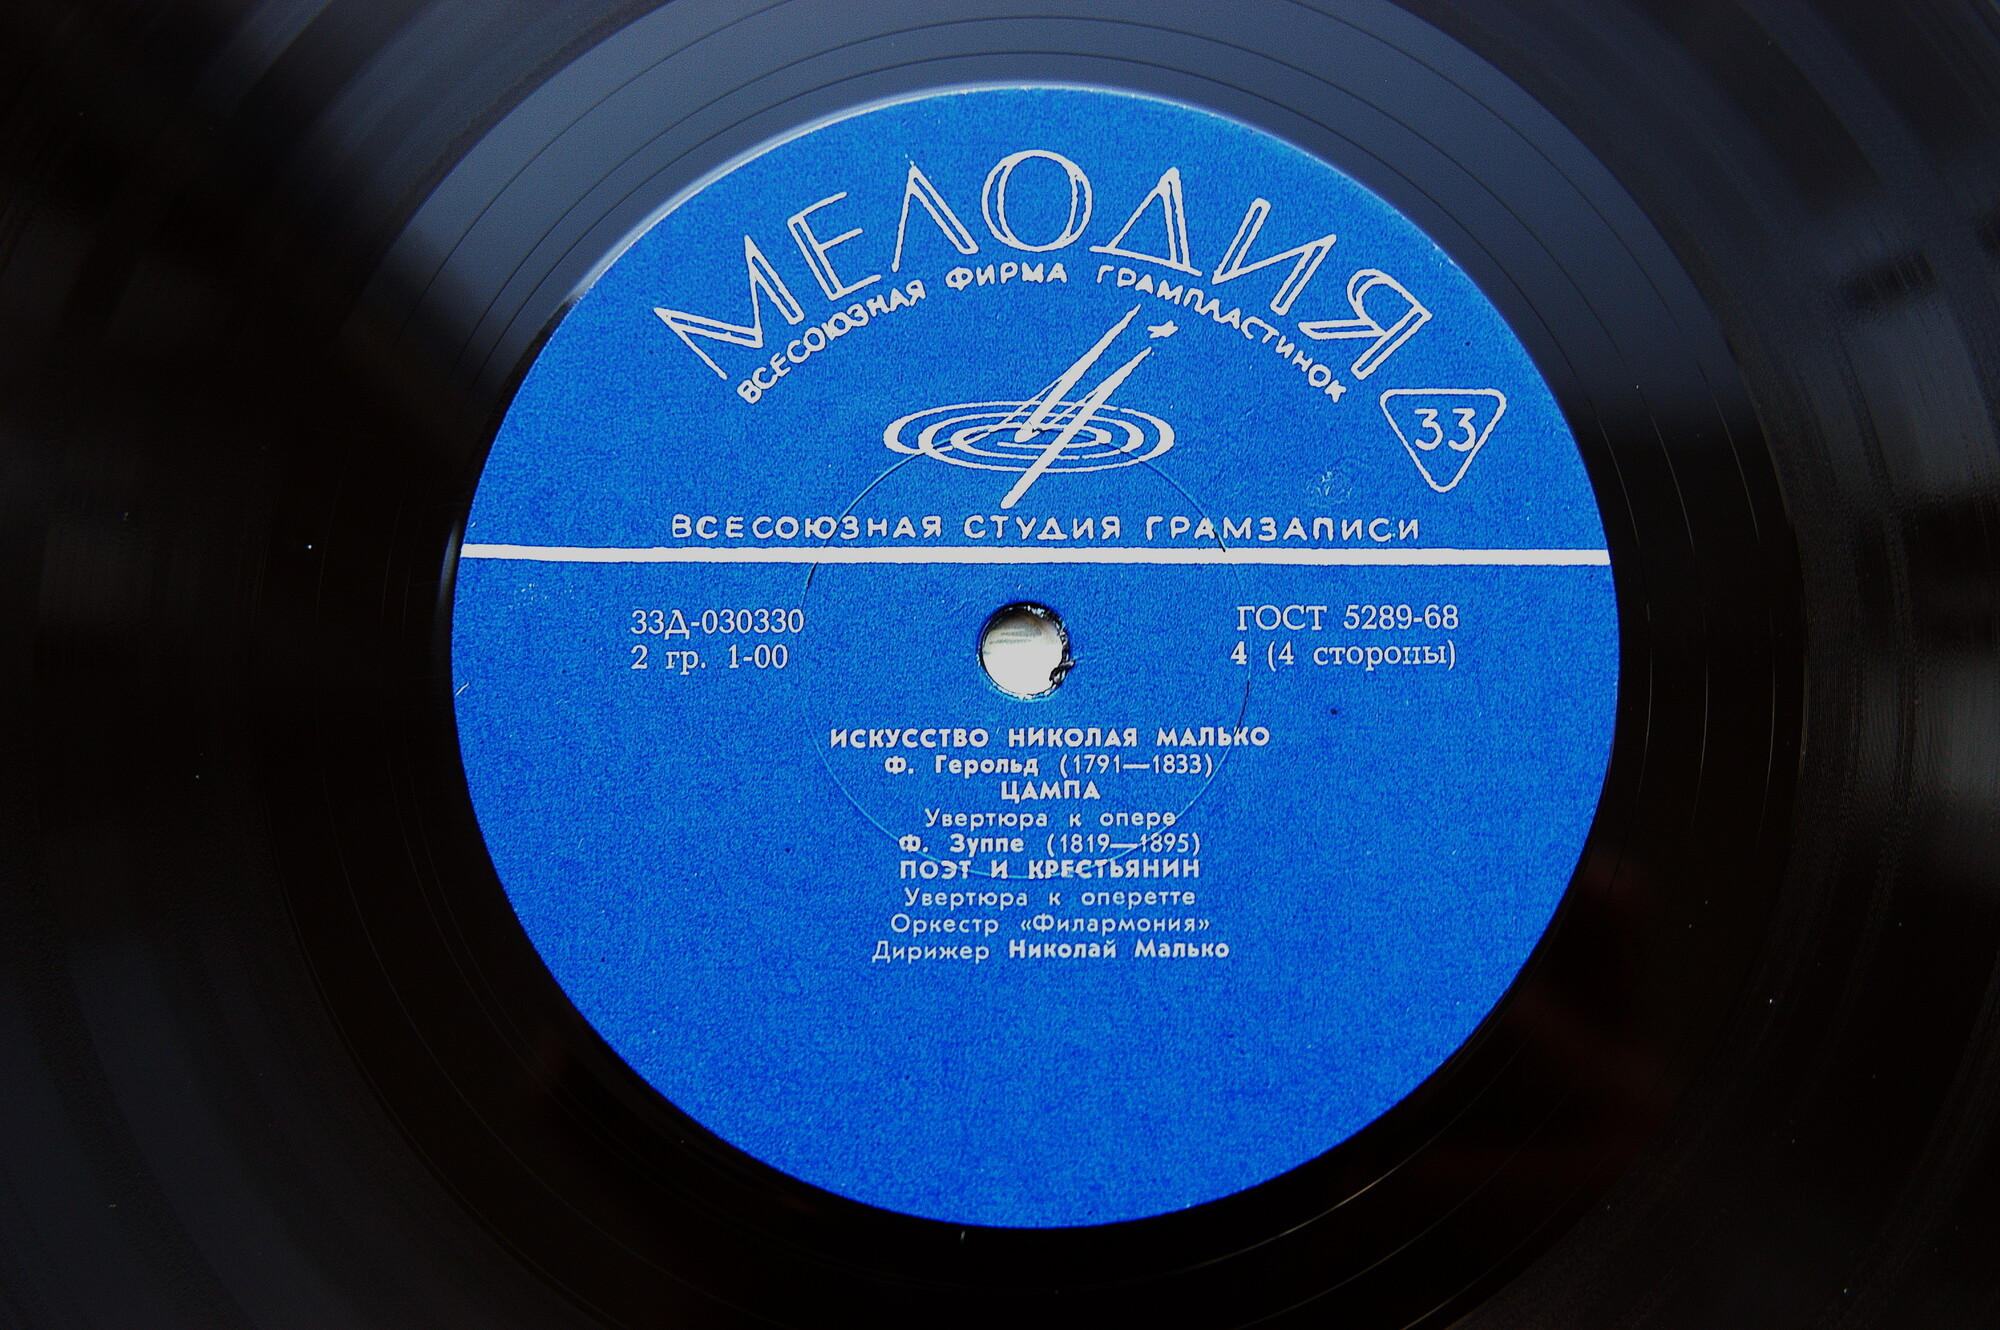 МЕЛОДИЯ
ВСЕСОЮЗНАЯ ФИРМА ГРАМПЛАСТИНОК
33
ВСЕСОЮЗНАЯ СТУДИЯ ГРАМЗАПИСИ
33Д-030330
2 гр. 1-00
ГОСТ 5289-68
4 (4 стороны)
ИСКУССТВО НИКОЛАЯ МАЛЬКО
Ф. Герольд (1791—1833)
ЦАМПА
Увертюра к опере
Ф. Зуппе (1819—1895)
ПОЭТ И КРЕСТЬЯНИН
Увертюра к оперетте
Оркестр «Филармония»
Дирижер Николай Малько